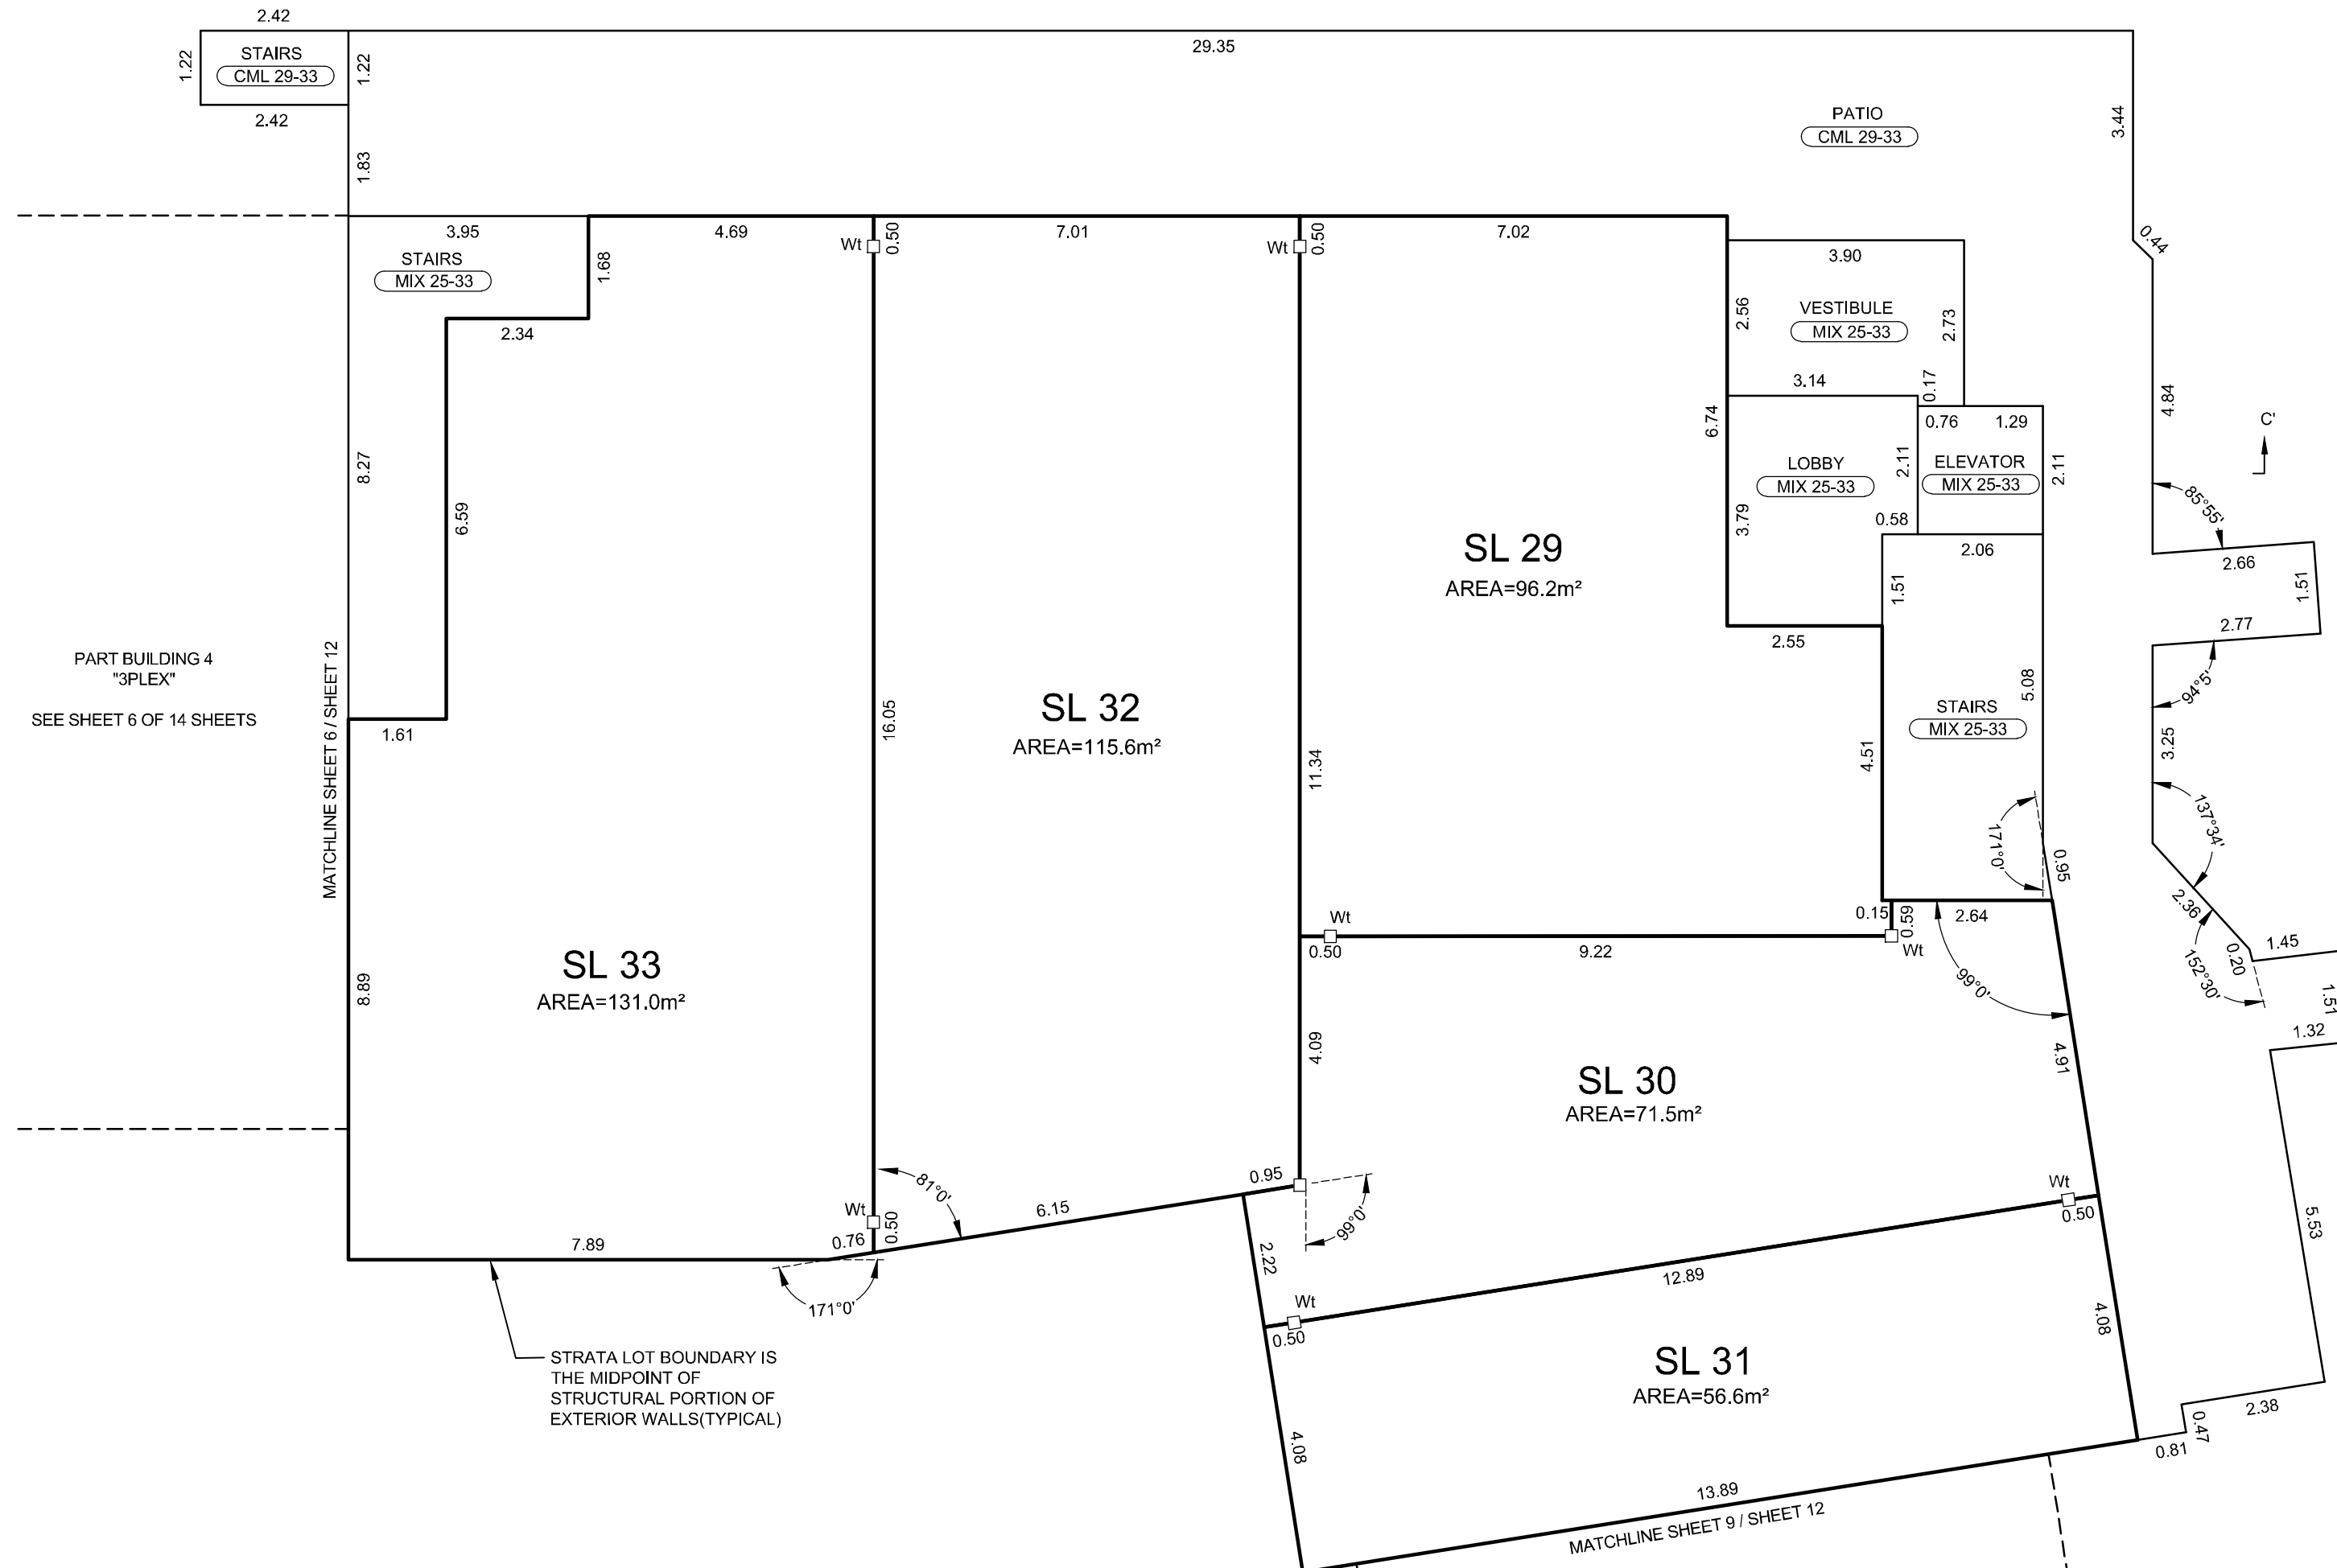 2.42
29.35
1.22
STAIRS
CML 29-33
1.22
2.42
PATIO
CML 29-33
3.44
1.83
0.44
3.95
4.69
Wt
0.50
7.01
Wt
0.50
7.02
3.90
STAIRS
MIX 25-33
1.68
2.34
2.56
VESTIBULE
MIX 25-33
2.73
3.14
0.17
6.74
0.76
1.29
4.84
C'
8.27
6.59
LOBBY
MIX 25-33
2.11
ELEVATOR
MIX 25-33
2.11
3.79
0.58
85°55'
SL 29
AREA=96.2m²
2.06
2.66
1.51
1.51
2.55
2.77
94°5'
PART BUILDING 4
"3PLEX"
SEE SHEET 6 OF 14 SHEETS
MATCHLINE SHEET 6 / SHEET 12
1.61
16.05
SL 32
AREA=115.6m²
11.34
4.51
STAIRS
MIX 25-33
5.08
3.25
137°34'
171°0'
0.95
2.36
Wt
0.15
0.59
2.64
0.50
9.22
Wt
0.20
1.45
152°30'
99°0'
1.51
1.32
SL 33
AREA=131.0m²
8.89
4.09
SL 30
AREA=71.5m²
4.91
81°0'
0.95
6.15
99°0'
Wt
0.50
Wt
0.50
7.89
0.76
171°0'
2.22
12.89
5.53
Wt
0.50
4.08
STRATA LOT BOUNDARY IS
THE MIDPOINT OF
STRUCTURAL PORTION OF
EXTERIOR WALLS(TYPICAL)
SL 31
AREA=56.6m²
4.08
2.38
0.47
0.81
13.89
MATCHLINE SHEET 9 / SHEET 12